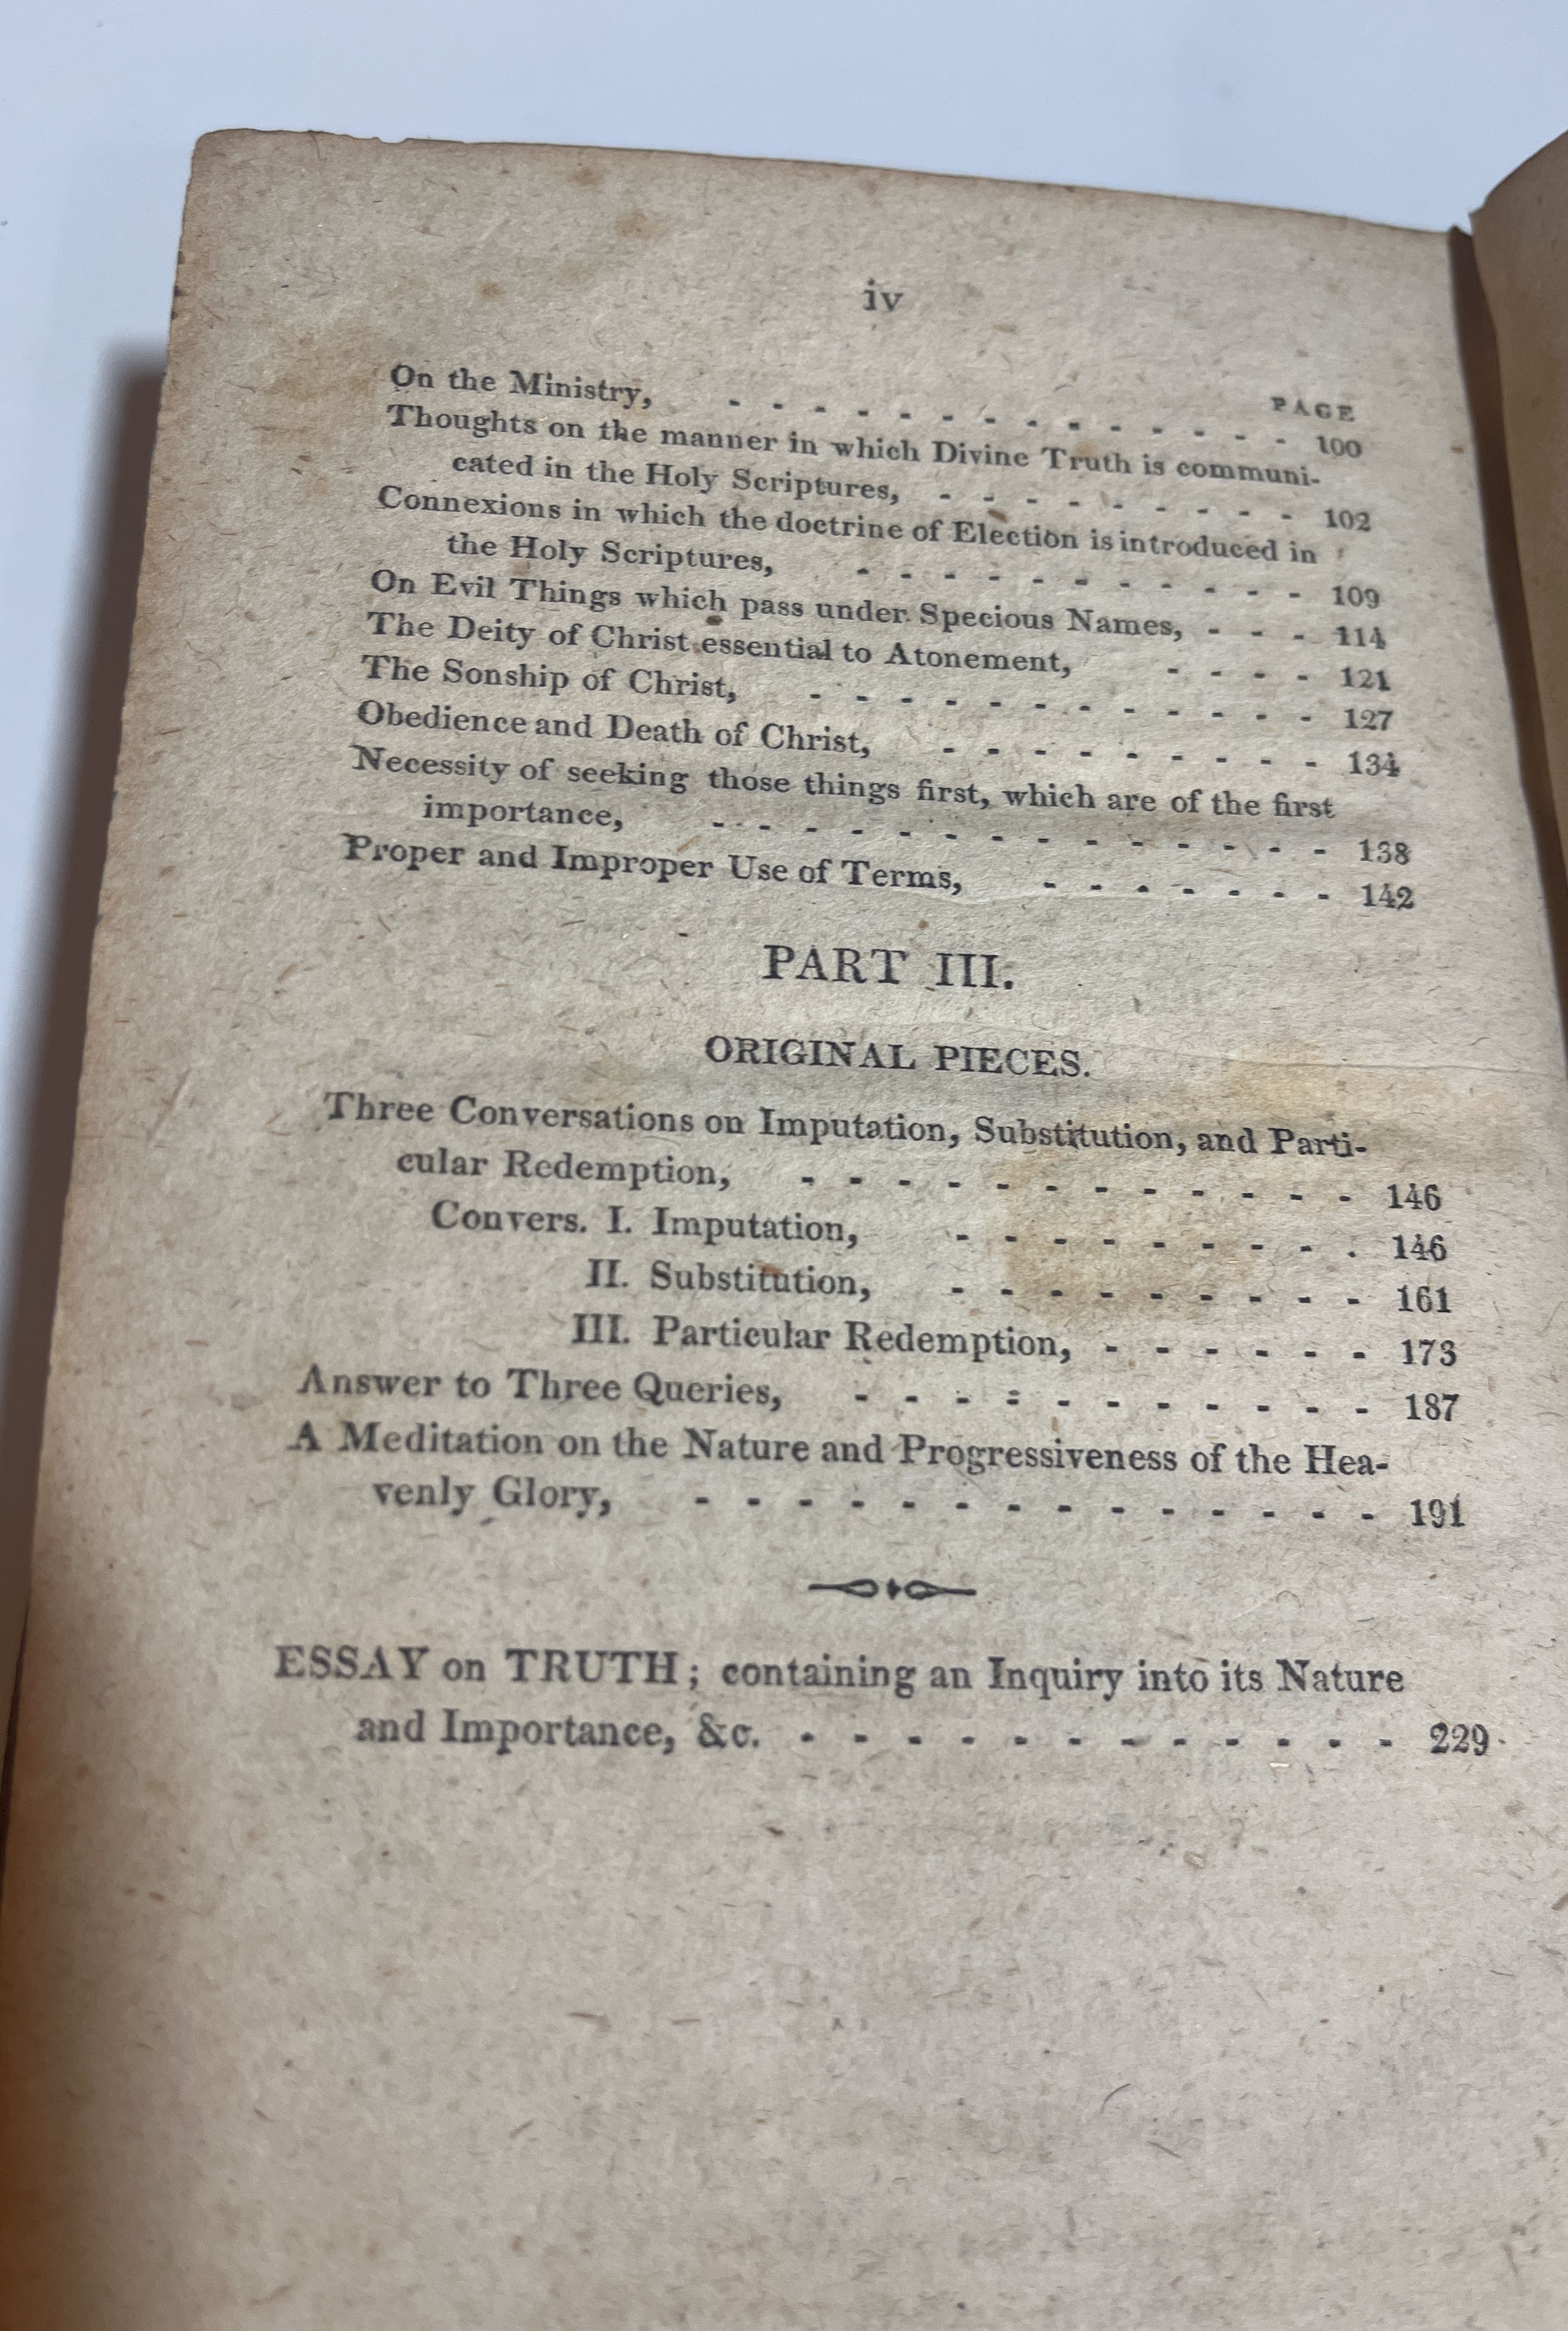 iv
PAGE
On the Ministry, - - - - - - - - - - - - - - 100
Thoughts on the manner in which Divine Truth is communi-
cated in the Holy Scriptures, - - - - - - - - - 102
Connexions in which the doctrine of Election is introduced in
the Holy Scriptures, - - - - - - - - - - - 109
On Evil Things which pass under Specious Names, - - - 114
The Deity of Christ essential to Atonement, - - - - 121
The Sonship of Christ, - - - - - - - - - - - - 127
Obedience and Death of Christ, - - - - - - - - - 134
Necessity of seeking those things first, which are of the first
importance, - - - - - - - - - - - - - - 138
Proper and Improper Use of Terms, - - - - - - - 142
PART III.
ORIGINAL PIECES.
Three Conversations on Imputation, Substitution, and Parti-
cular Redemption, - - - - - - - - - - - - 146
Convers. I. Imputation, - - - - - - - - - 146
II. Substitution, - - - - - - - - - 161
III. Particular Redemption, - - - - - - 173
Answer to Three Queries, - - - - - - - - - - - 187
A Meditation on the Nature and Progressiveness of the Hea-
venly Glory, - - - - - - - - - - - - - - 191
ESSAY on TRUTH; containing an Inquiry into its Nature
and Importance, &c. - - - - - - - - - - - - 229